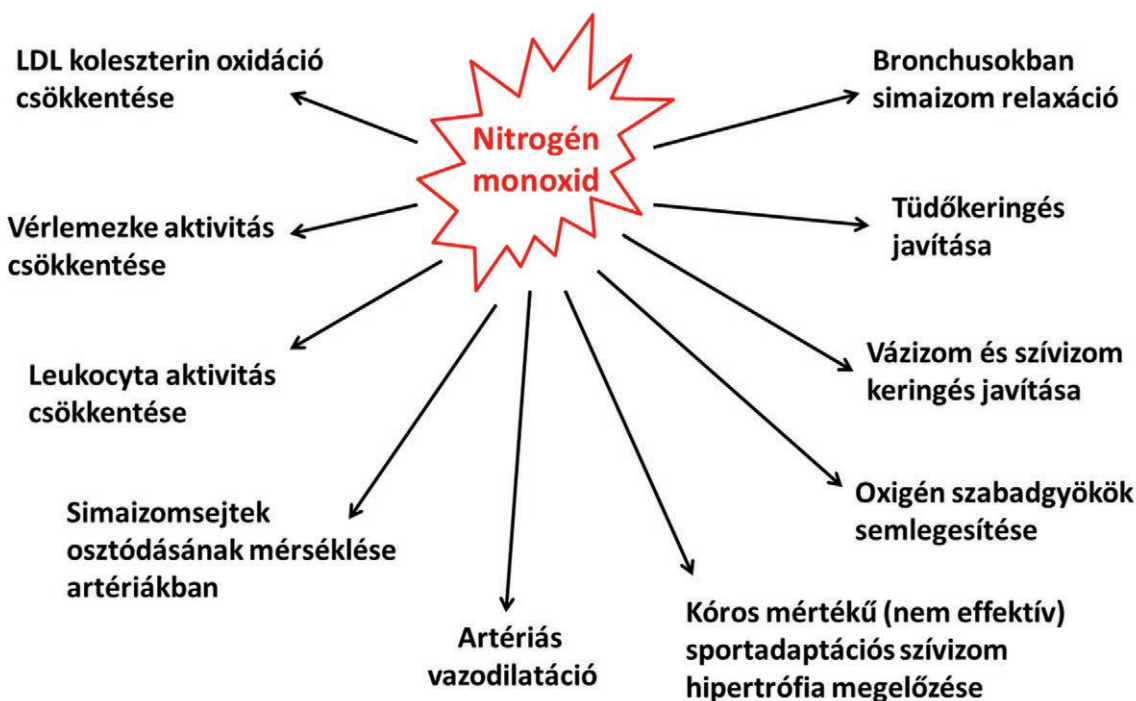 Nitrogén
monoxid
LDL koleszterin oxidáció
csökkentése
Vérlemezke aktivitás
csökkentése
Leukocyta aktivitás
csökkentése
Simaizomsejtek
osztódásának mérséklése
artériákban
Artériás
vazodilatáció
Kóros mértékű (nem effektív)
sportadaptációs szívizom
hipertrófia megelőzése
Oxigén szabadgyökök
semlegesítése
Vázizom és szívizom
keringés javítása
Tüdőkeringés
javítása
Bronchusokban
simaizom relaxáció